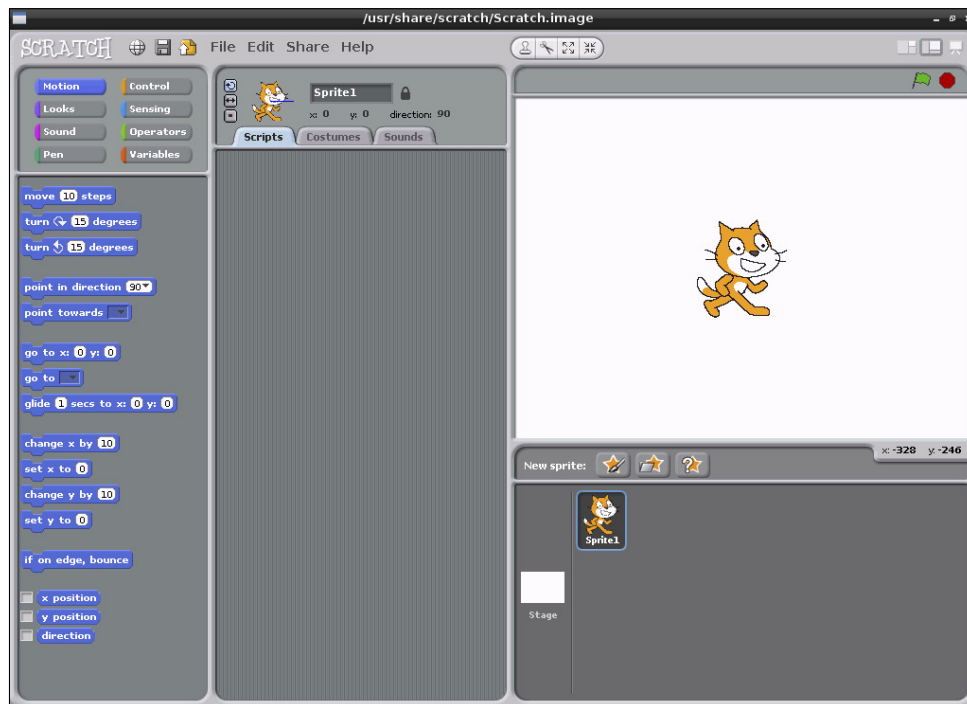 /usr/share/scratch/Scratch.image
SCRATCH File Edit Share Help
Motion Control
Looks Sensing
Sound Operators
Pen Variables
Sprite1
x: 0 y: 0 direction: 90
Scripts Costumes Sounds
move 10 steps
turn 15 degrees
turn 15 degrees
point in direction 90
point towards
go to x: 0 y: 0
go to
glide 1 secs to x: 0 y: 0
change x by 10
set x to 0
change y by 10
set y to 0
if on edge, bounce
x position
y position
direction
x: -328 y: -246
New sprite:
Sprite1
Stage